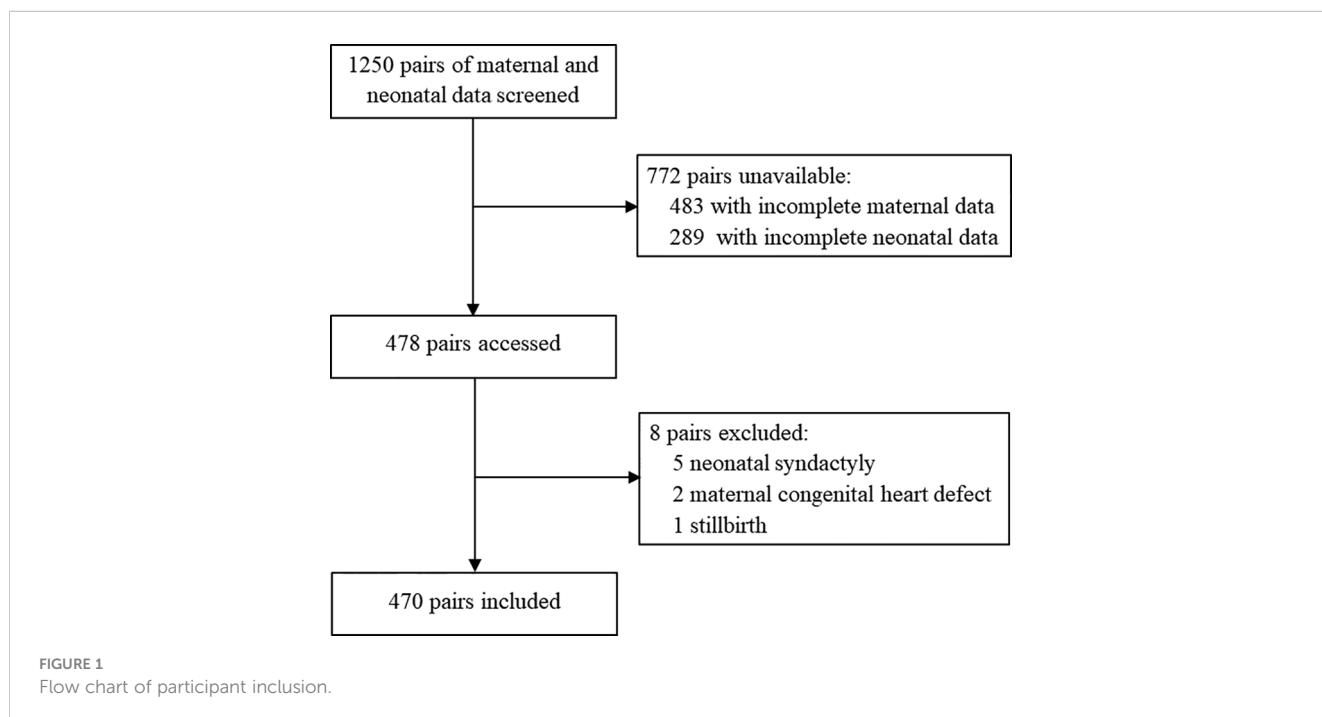 1250 pairs of maternal and
neonatal data screened
772 pairs unavailable:
483 with incomplete maternal data
289 with incomplete neonatal data
478 pairs accessed
8 pairs excluded:
5 neonatal syndactyly
2 maternal congenital heart defect
1 stillbirth
470 pairs included
FIGURE 1
Flow chart of participant inclusion.